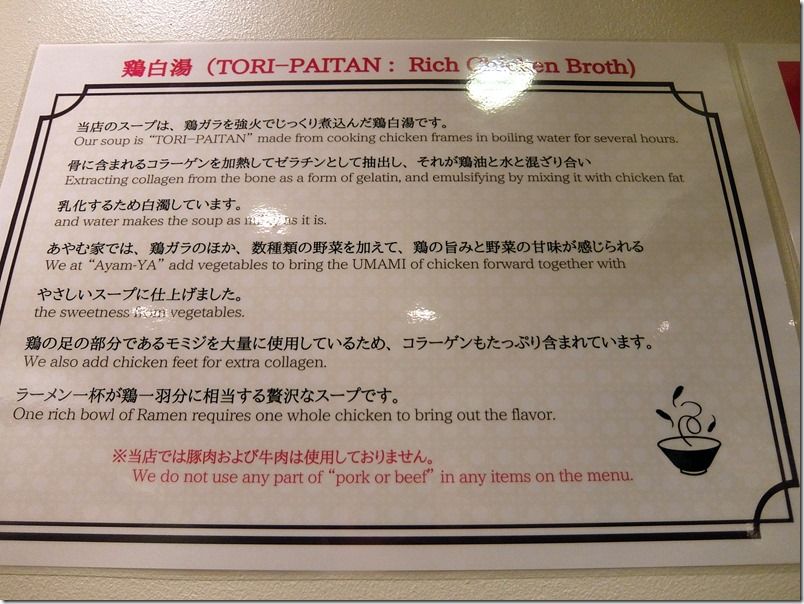 鶏白湯 (TORI-PAITAN : Rich Chicken Broth)
当店のスープは、鶏ガラを強火でじっくり煮込んだ鶏白湯です。
Our soup is “TORI-PAITAN” made from cooking chicken frames in boiling water for several hours.
骨に含まれるコラーゲンを加熱してゼラチンとして抽出し、それが鶏油と水と混ざり合い
Extracting collagen from the bone as a form of gelatin, and emulsifying by mixing it with chicken fat
乳化するため白濁しています。
and water makes the soup as milky as it is.
あやむ家では、鶏ガラのほか、数種類の野菜を加えて、鶏の旨みと野菜の甘味が感じられる
We at “Ayam-YA” add vegetables to bring the UMAMI of chicken forward together with
やさしいスープに仕上げました。
the sweetness from vegetables.
鶏の足の部分であるモミジを大量に使用しているため、コラーゲンもたっぷり含まれています。
We also add chicken feet for extra collagen.
ラーメン一杯が鶏一羽分に相当する贅沢なスープです。
One rich bowl of Ramen requires one whole chicken to bring out the flavor.
※当店では豚肉および牛肉は使用しておりません。
We do not use any part of “pork or beef” in any items on the menu.